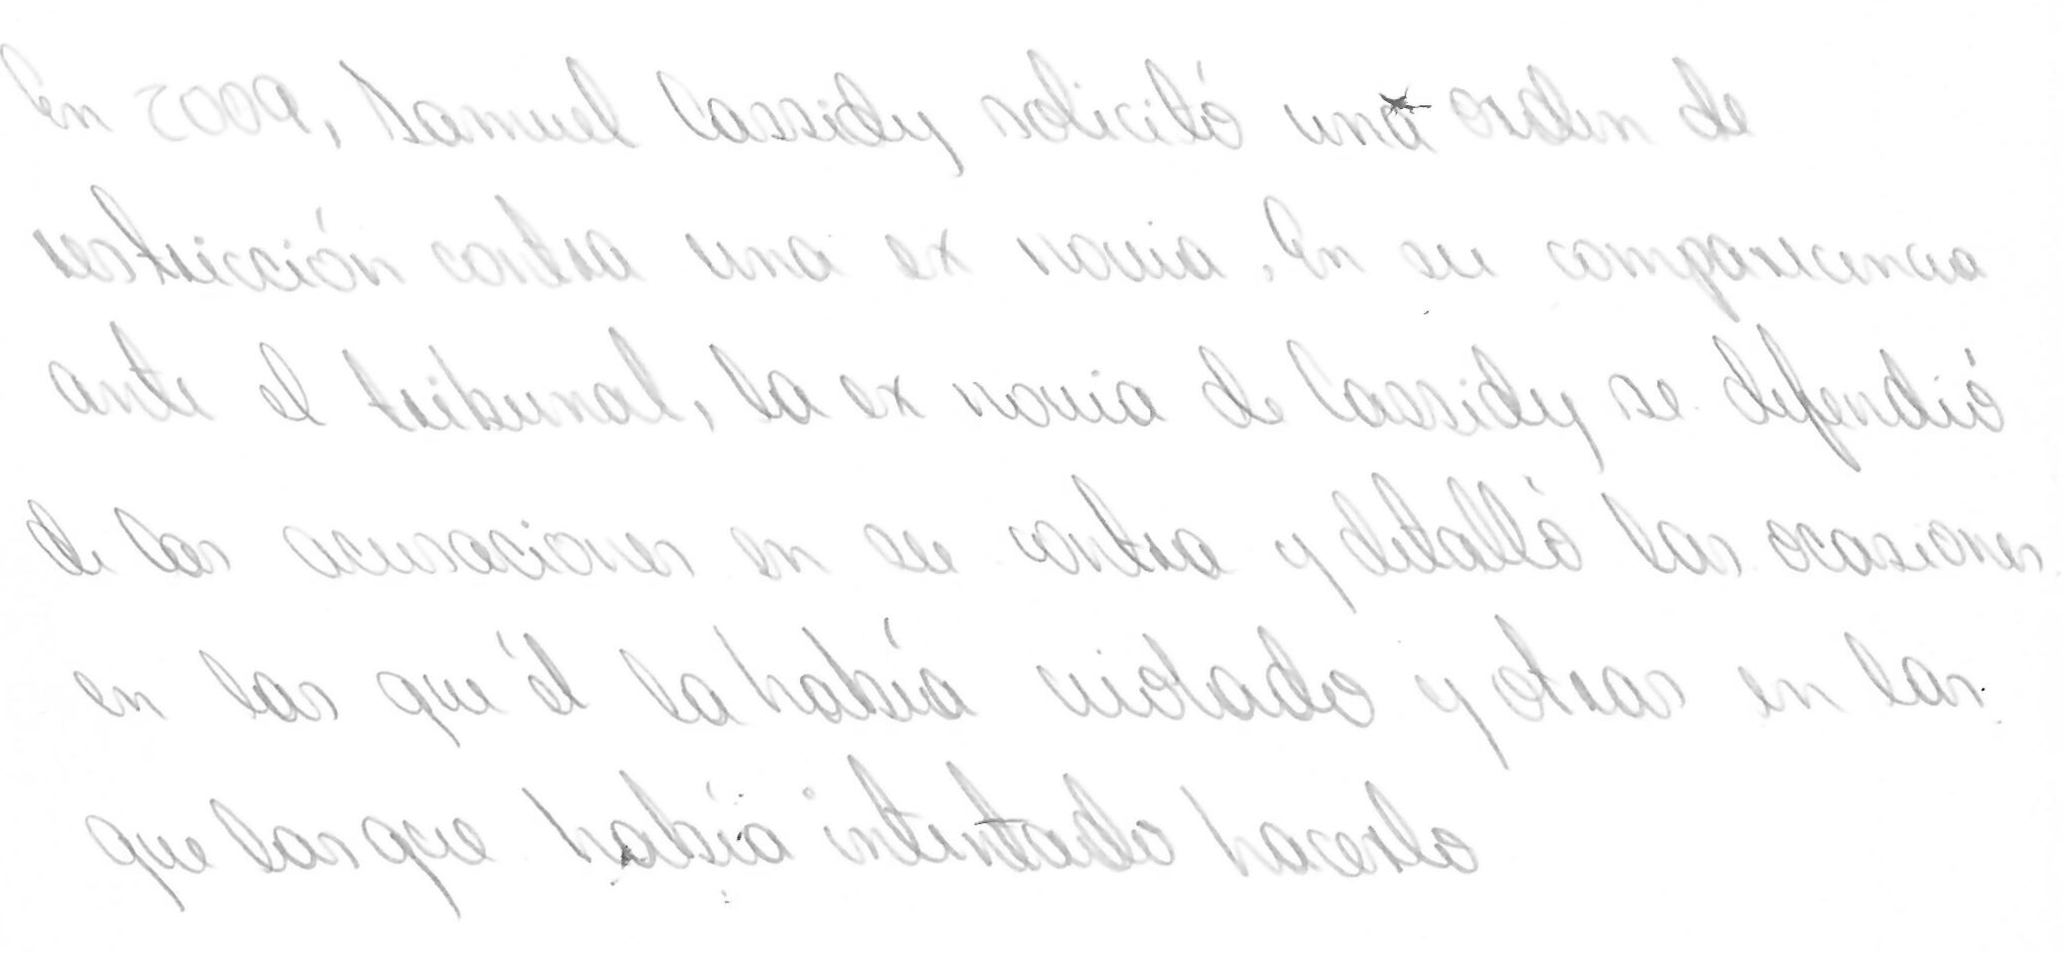 En 2009, Samuel Cassidy solicitó una orden de
restricción contra una ex novia. En su comparecencia
ante el tribunal, la ex novia de Cassidy se defendió
de las acusaciones en su contra y detalló las ocasiones
en las que él la había violado y otras en las
que las que había intentado hacerlo